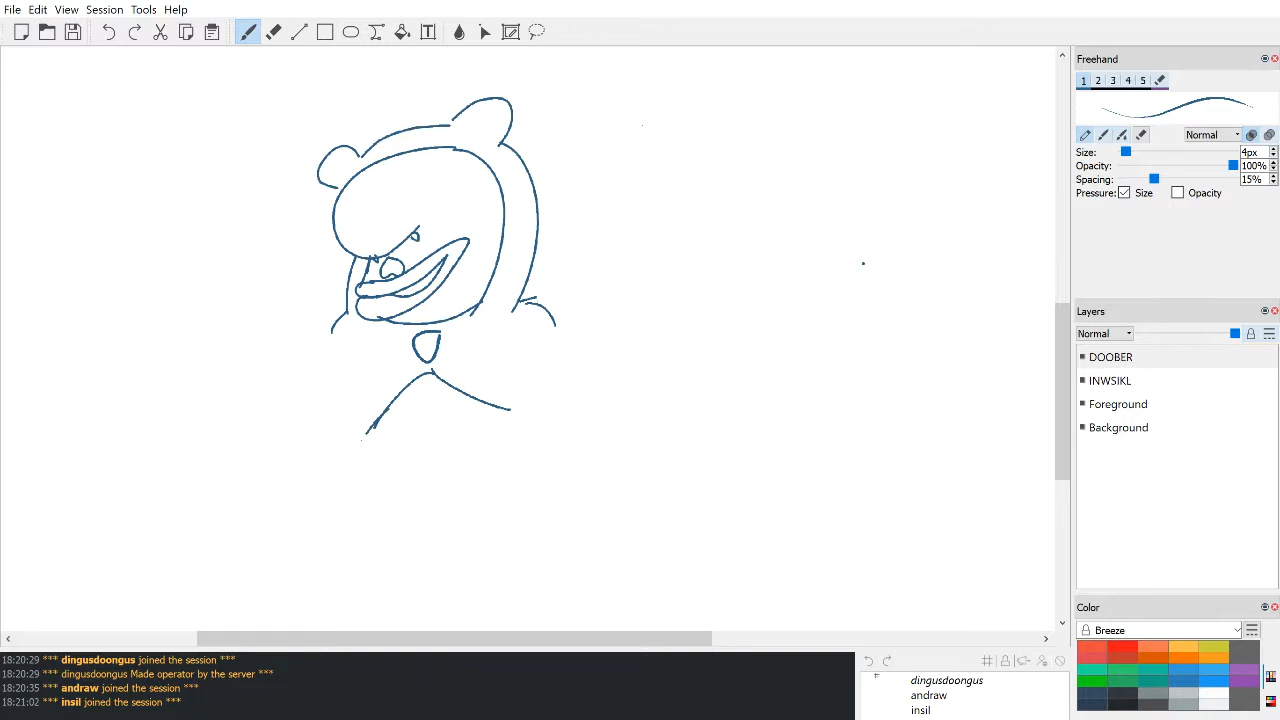 File Edit View Session Tools Help
Freehand
1 2 3 4 5
Normal
Size: 4px
Opacity: 100%
Spacing: 15%
Pressure: Size Opacity
Layers
Normal
DOOBER
INWSIKL
Foreground
Background
Color
Breeze
18:20:29 *** dingusdoongus joined the session ***
18:20:29 *** dingusdoongus Made operator by the server ***
18:20:35 *** andraw joined the session ***
18:21:02 *** insil joined the session ***
dingusdoongus
andraw
insil